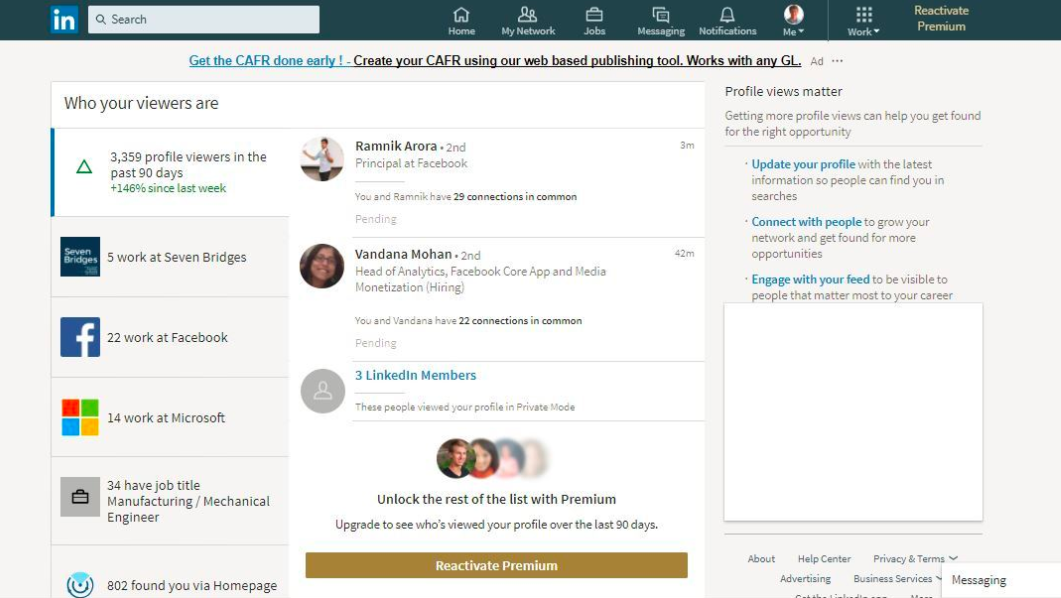 in
Search
Home
My Network
Jobs
Messaging
Notifications
Me
Work
Reactivate
Premium
Get the CAFR done early ! - Create your CAFR using our web based publishing tool. Works with any GL. Ad ...
Who your viewers are
3,359 profile viewers in the
past 90 days
+146% since last week
Seven
Bridges
5 work at Seven Bridges
f
22 work at Facebook
14 work at Microsoft
34 have job title
Manufacturing / Mechanical
Engineer
802 found you via Homepage
Ramnik Arora • 2nd
3m
Principal at Facebook
You and Ramnik have 29 connections in common
Pending
Vandana Mohan • 2nd
42m
Head of Analytics, Facebook Core App and Media
Monetization (Hiring)
You and Vandana have 22 connections in common
Pending
3 LinkedIn Members
These people viewed your profile in Private Mode
Unlock the rest of the list with Premium
Upgrade to see who's viewed your profile over the last 90 days.
Reactivate Premium
Profile views matter
Getting more profile views can help you get found
for the right opportunity
· Update your profile with the latest
information so people can find you in
searches
· Connect with people to grow your
network and get found for more
opportunities
· Engage with your feed to be visible to
people that matter most to your career
About Help Center Privacy & Terms
Advertising Business Services
Get the LinkedIn app More
Messaging